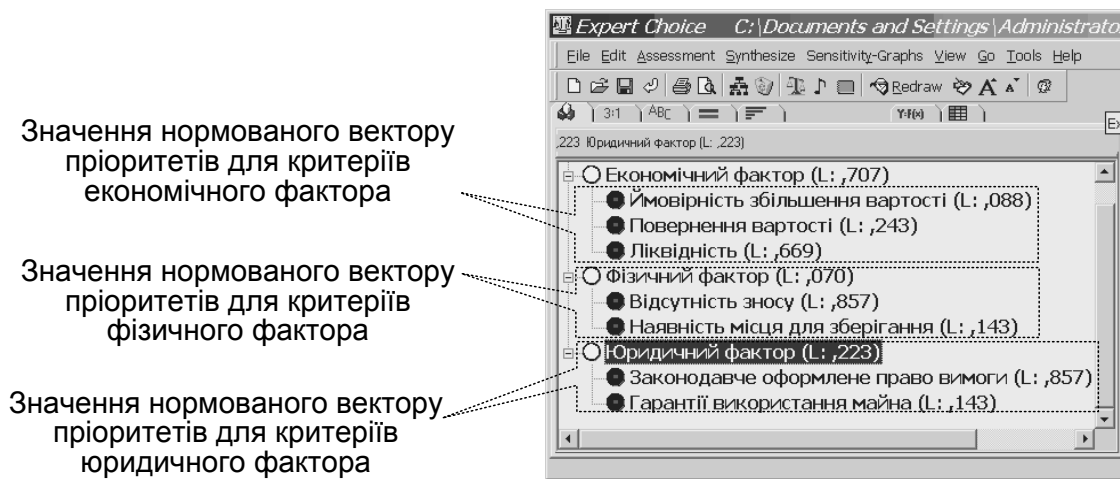 Expert Choice C:\Documents and Settings\Administrato
File Edit Assessment Synthesize Sensitivity-Graphs View Go Tools Help
Redraw A A
3:1 ABC Y=F(x)
,223 Юридичний фактор (L: ,223)
Ex
Значення нормованого вектору
пріоритетів для критеріїв
економічного фактора
Економічний фактор (L: ,707)
Ймовірність збільшення вартості (L: ,088)
Повернення вартості (L: ,243)
Ліквідність (L: ,669)
Значення нормованого вектору
пріоритетів для критеріїв
фізичного фактора
Фізичний фактор (L: ,070)
Відсутність зносу (L: ,857)
Наявність місця для зберігання (L: ,143)
Значення нормованого вектору
пріоритетів для критеріїв
юридичного фактора
Юридичний фактор (L: ,223)
Законодавче оформлене право вимоги (L: ,857)
Гарантії використання майна (L: ,143)